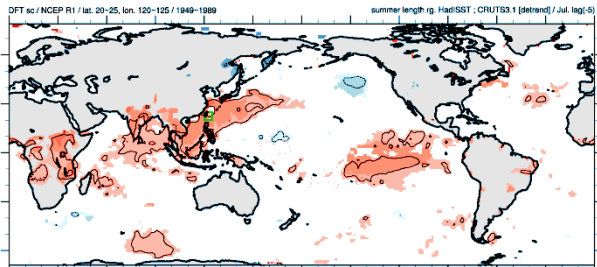 DFT sc / NCEP R1 / lat. 20-25, lon. 120-125 / 1949-1989
summer length rg. HadISST ; CRUTS3.1 [detrend] / Jul. lag(-5)